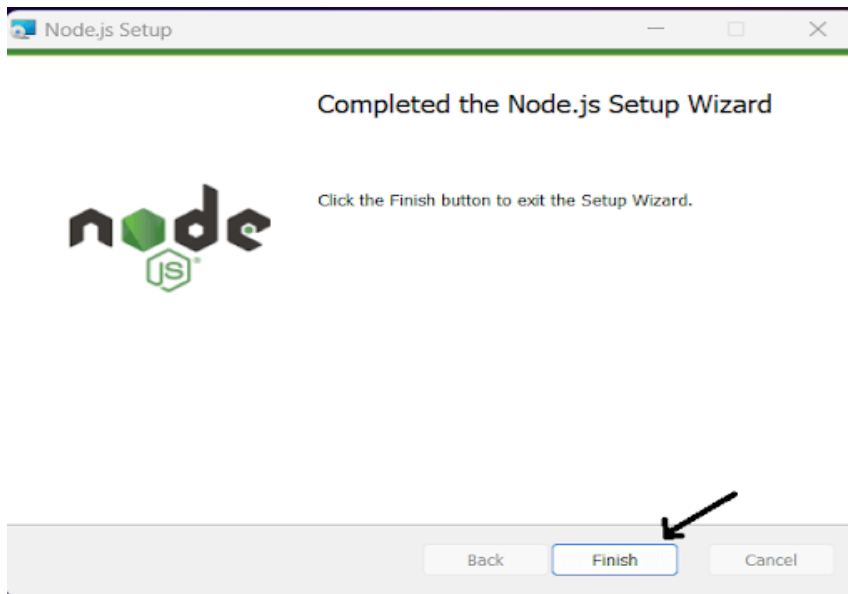 Node.js Setup
Completed the Node.js Setup Wizard
Click the Finish button to exit the Setup Wizard.
node
JS®
Back Finish Cancel